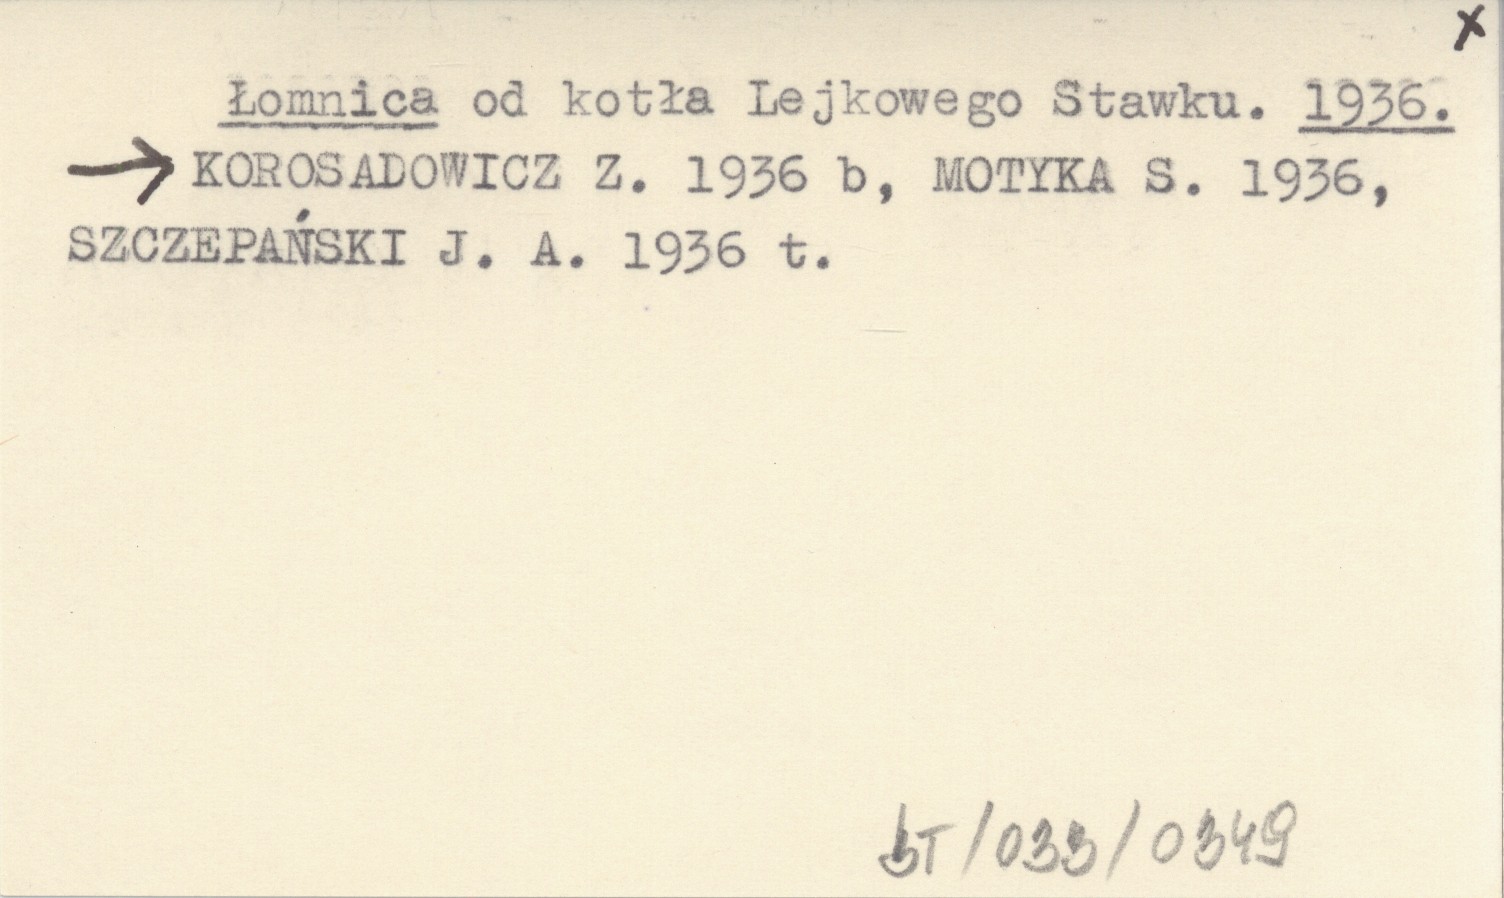 x
Łomnica od kotła Lejkowego Stawku. 1936.
→ KOROSADOWICZ Z. 1936 b, MOTYKA S. 1936,
SZCZEPAŃSKI J. A. 1936 t.
BT/033/0349